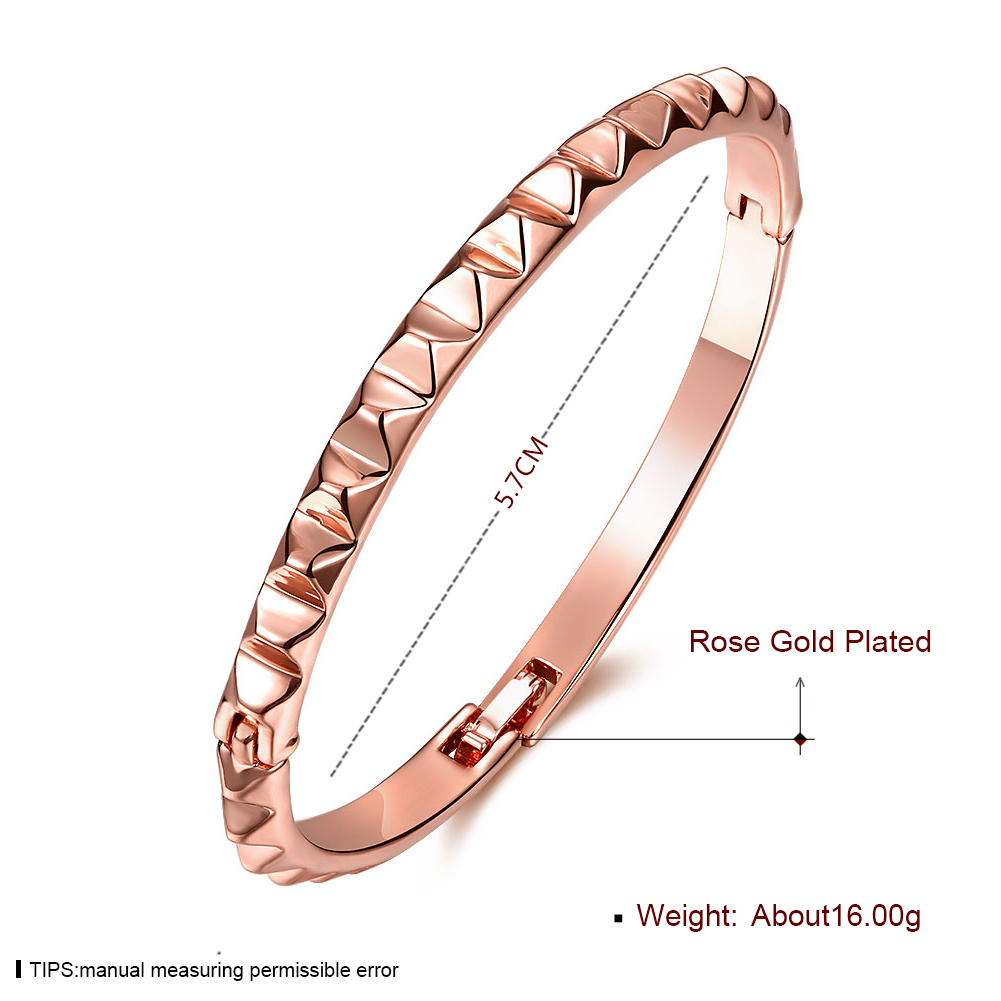 5.7CM
Rose Gold Plated
Weight: About16.00g
TIPS:manual measuring permissible error